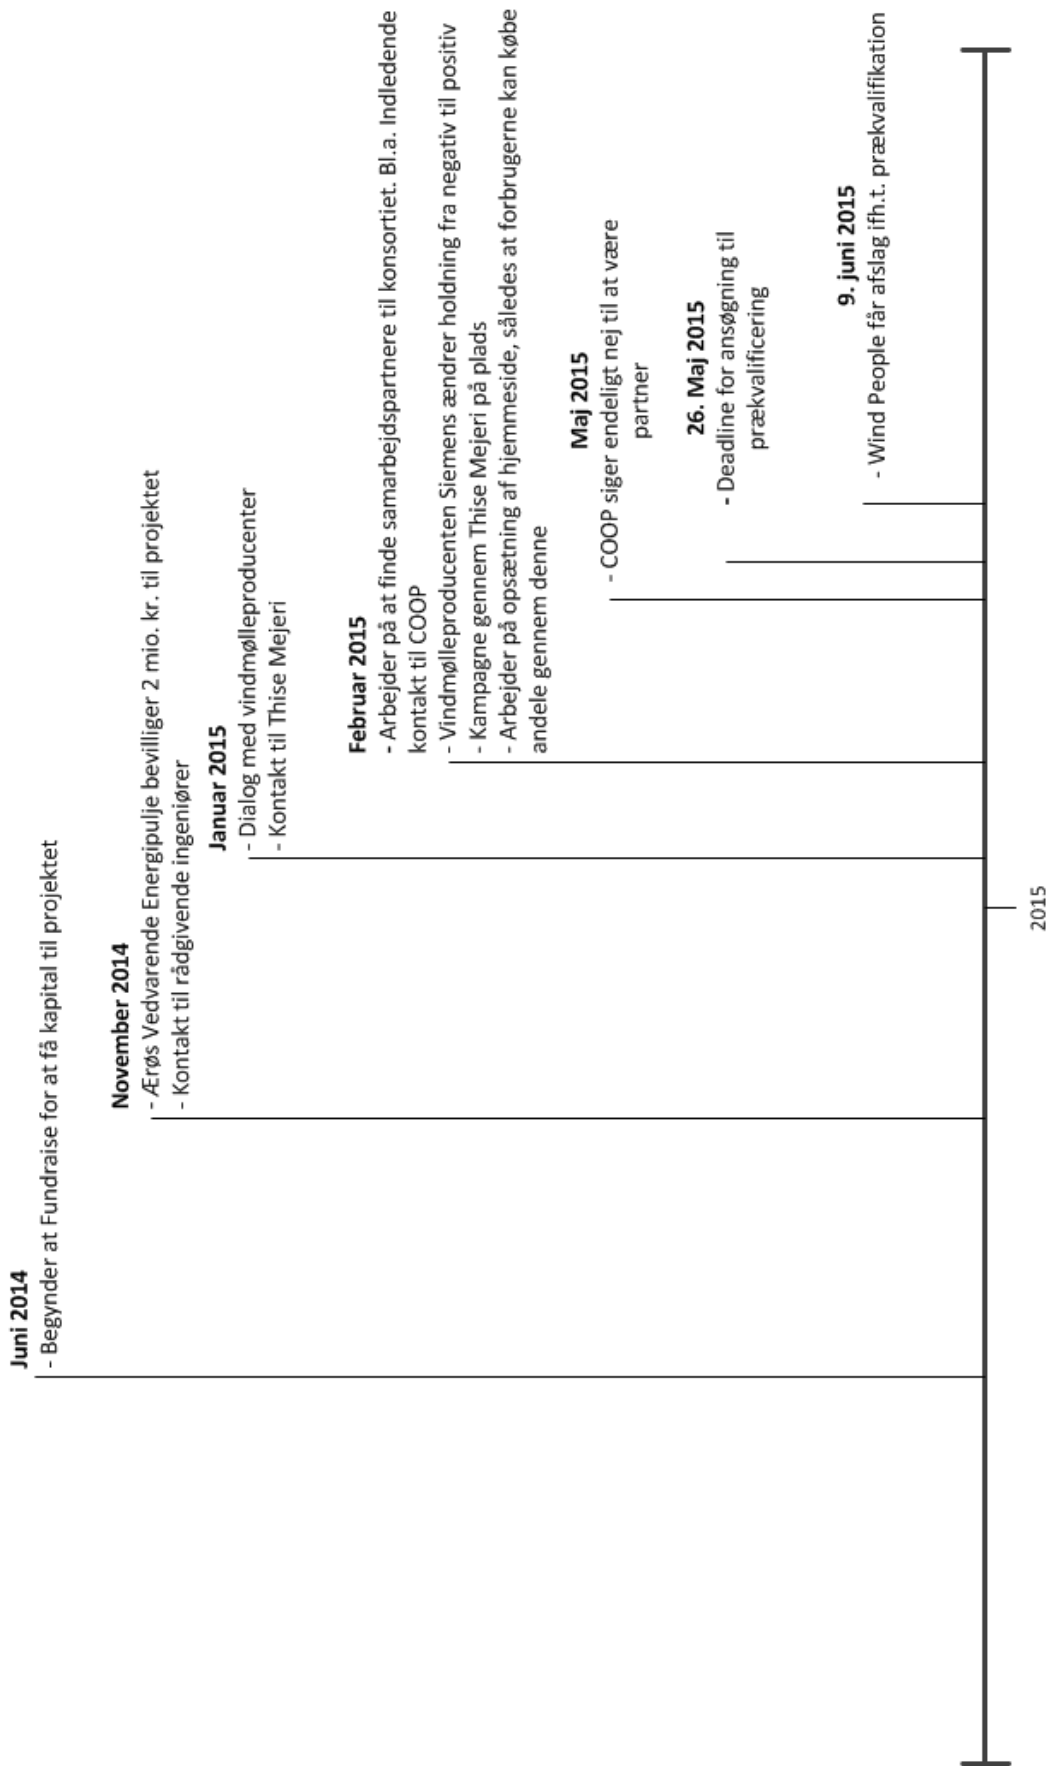 Juni 2014
- Begynder at Fundraise for at få kapital til projektet
November 2014
- Ærøs Vedvarende Energipulje bevilliger 2 mio. kr. til projektet
- Kontakt til rådgivende ingeniører
Januar 2015
- Dialog med vindmølleproducenter
- Kontakt til Thise Mejeri
Februar 2015
- Arbejder på at finde samarbejdspartnere til konsortiet. Bl.a. Indledende
kontakt til COOP
- Vindmølleproducenten Siemens ændrer holdning fra negativ til positiv
- Kampagne gennem Thise Mejeri på plads
- Arbejder på opsætning af hjemmeside, således at forbrugerne kan købe
andele gennem denne
Maj 2015
- COOP siger endeligt nej til at være
partner
26. Maj 2015
- Deadline for ansøgning til
prækvalificering
9. juni 2015
- Wind People får afslag ifh.t. prækvalifikation
2015